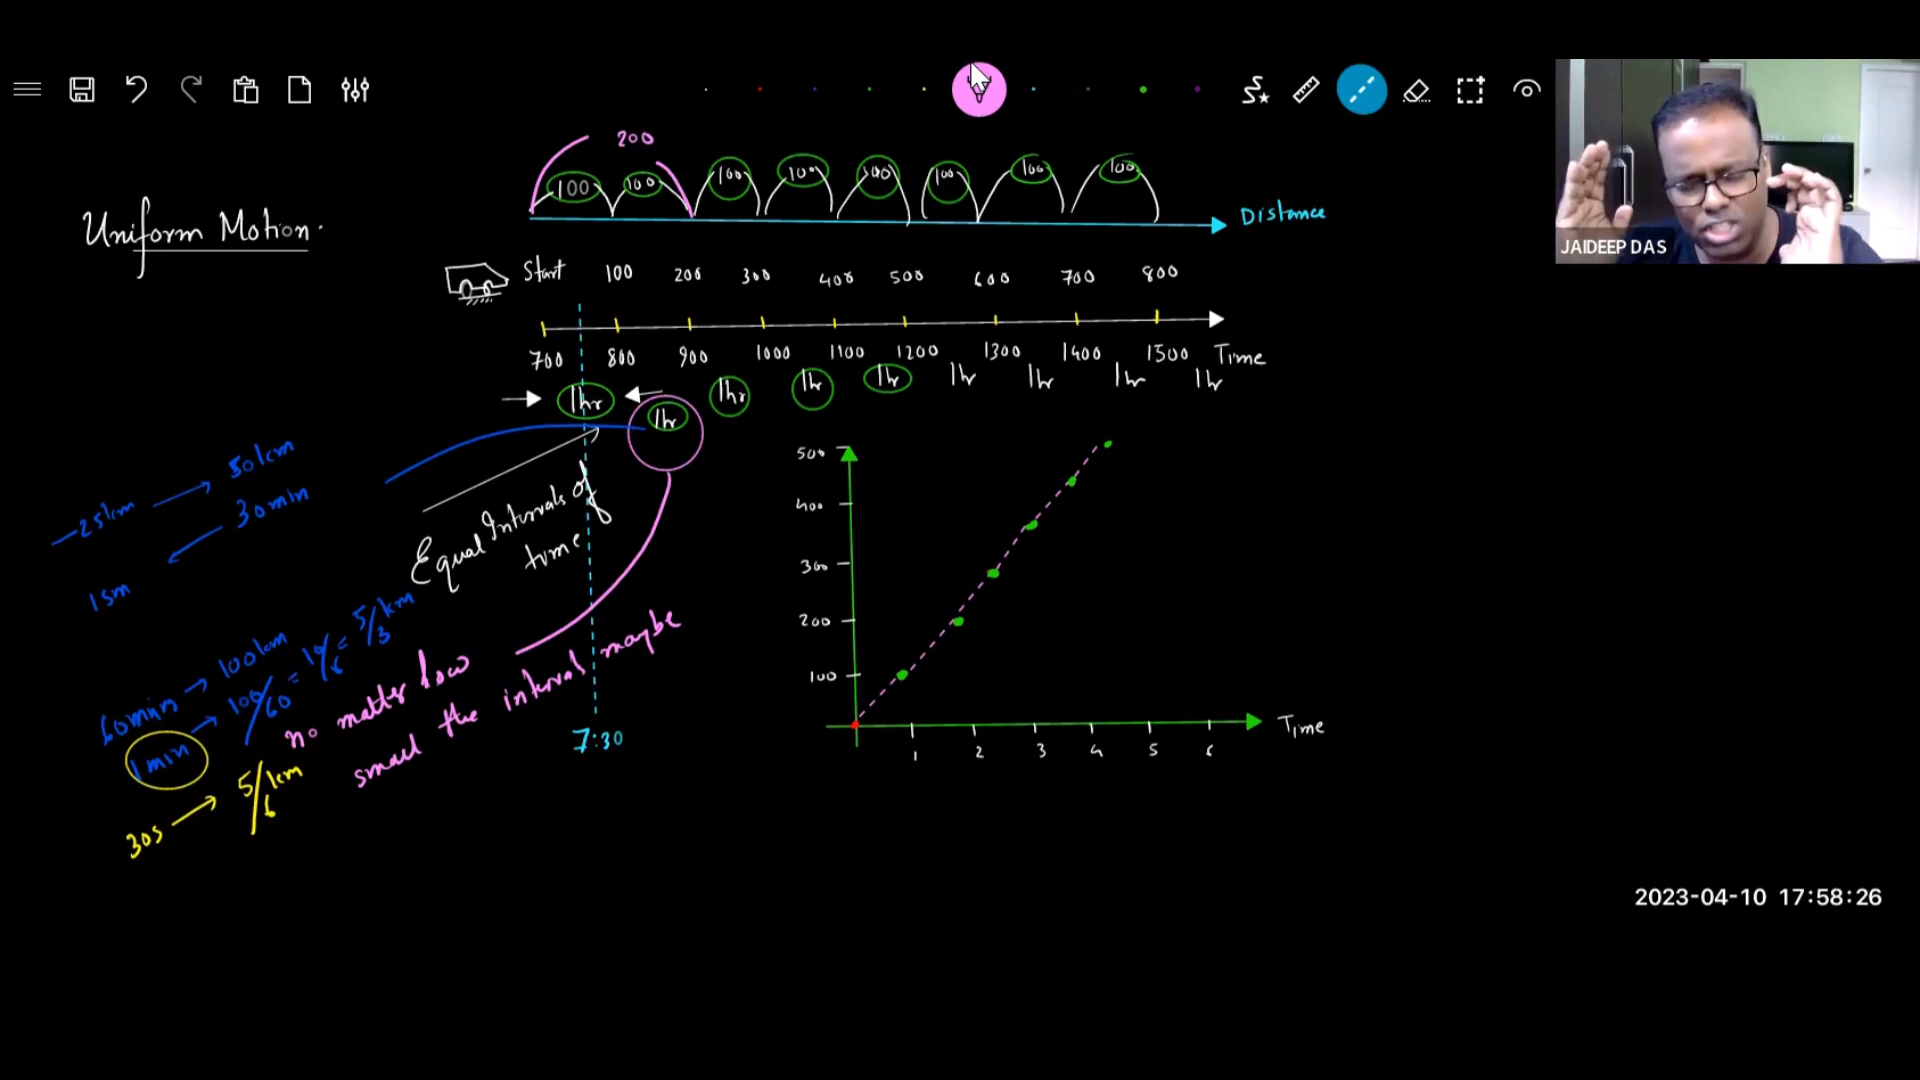 200
100 100 100 100 100 100 100 100
Distance
Uniform Motion.
JAIDEEP DAS
Start 100 200 300 400 500 600 700 800
700 800 900 1000 1100 1200 1300 1400 1500 Time
1hr 1hr 1hr 1hr 1hr 1hr 1hr 1hr 1hr
25km → 50km
30min
15m
Equal Intervals of
time
60mins → 100km
1 min → 100/60 = 10/6 = 5/3 km
30s → 5/6 km
no matter how
small the interval maybe
7:30
500
400
300
200
100
1 2 3 4 5 6
Time
2023-04-10 17:58:26